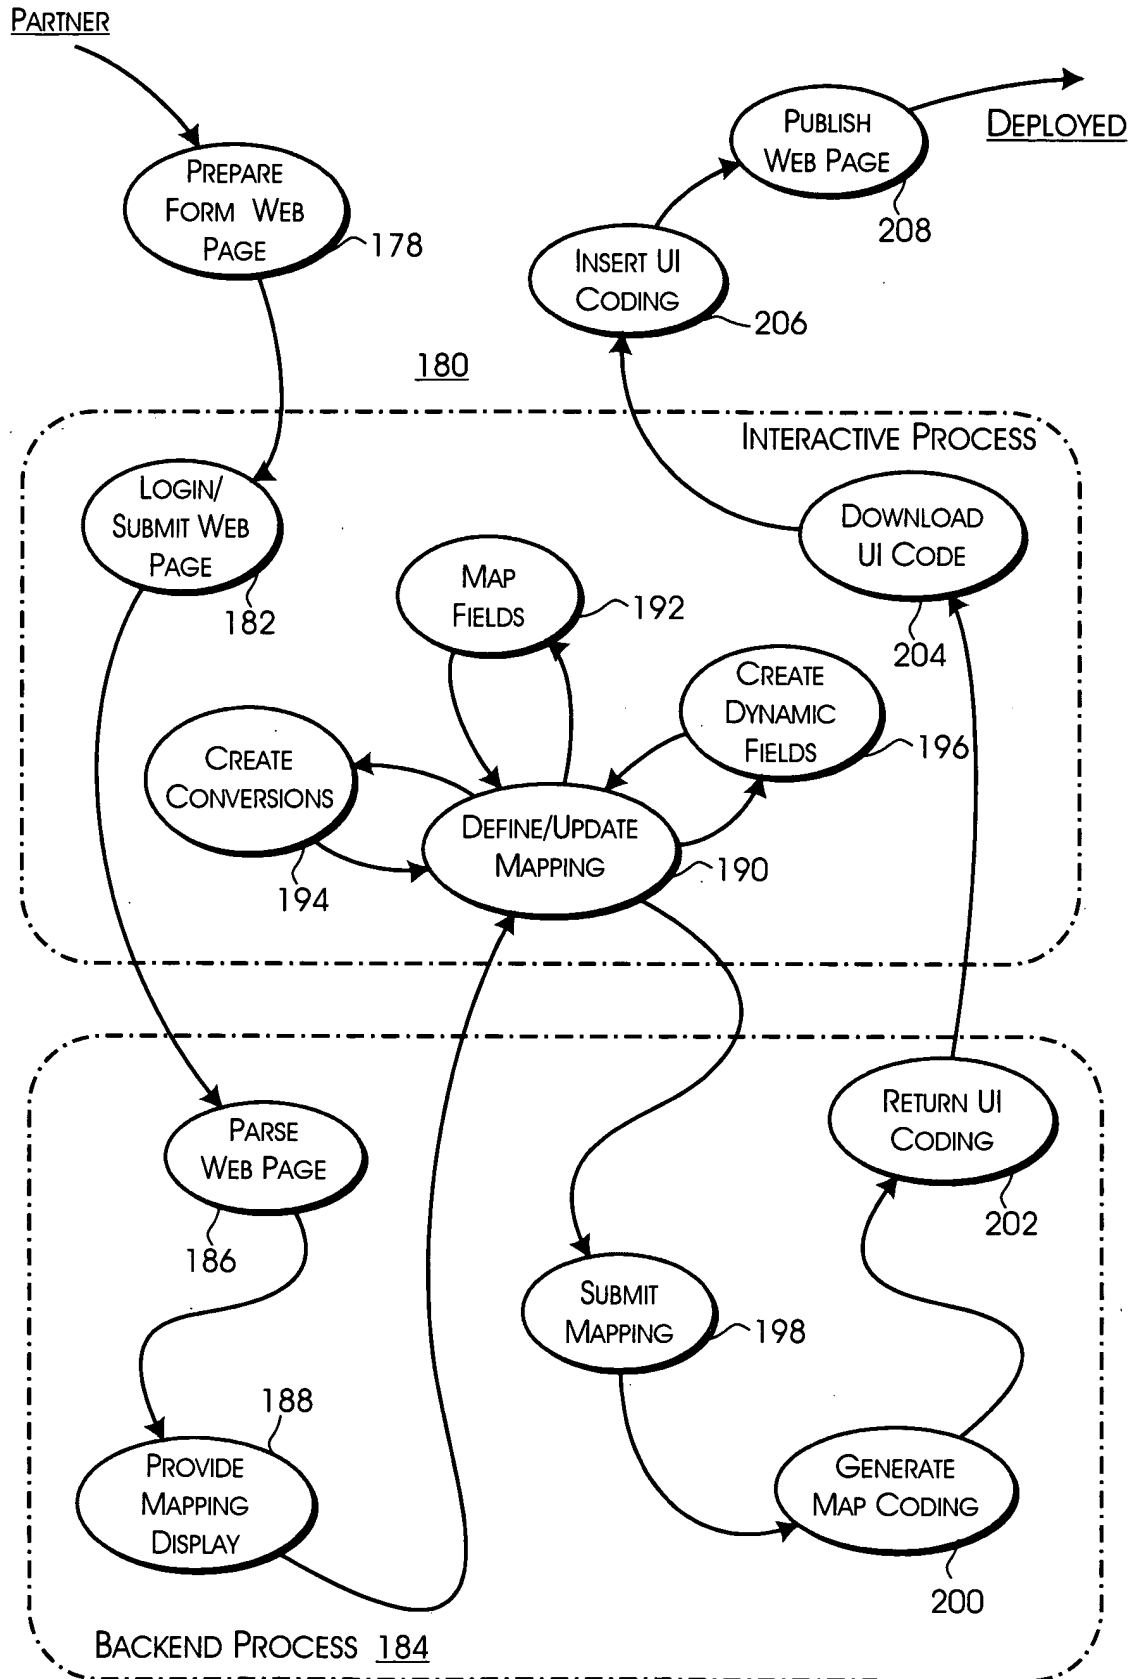 PARTNER
PREPARE
FORM WEB
PAGE
178
PUBLISH
WEB PAGE
208
DEPLOYED
INSERT UI
CODING
206
180
INTERACTIVE PROCESS
LOGIN/
SUBMIT WEB
PAGE
182
DOWNLOAD
UI CODE
204
MAP
FIELDS
192
CREATE
DYNAMIC
FIELDS
196
CREATE
CONVERSIONS
194
DEFINE/UPDATE
MAPPING
190
PARSE
WEB PAGE
186
RETURN UI
CODING
202
SUBMIT
MAPPING
198
188
PROVIDE
MAPPING
DISPLAY
GENERATE
MAP CODING
200
BACKEND PROCESS 184